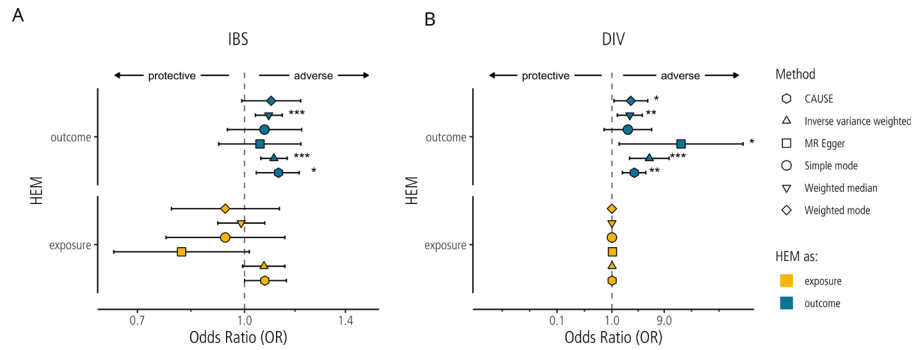 A
IBS
protective
adverse
HEM
outcome
***
***
*
HEM
exposure
0.7
1.0
1.4
Odds Ratio (OR)
B
DIV
protective
adverse
HEM
outcome
*
**
*
***
**
HEM
exposure
0.1
1.0
9.0
Odds Ratio (OR)
Method
CAUSE
Inverse variance weighted
MR Egger
Simple mode
Weighted median
Weighted mode
HEM as:
exposure
outcome